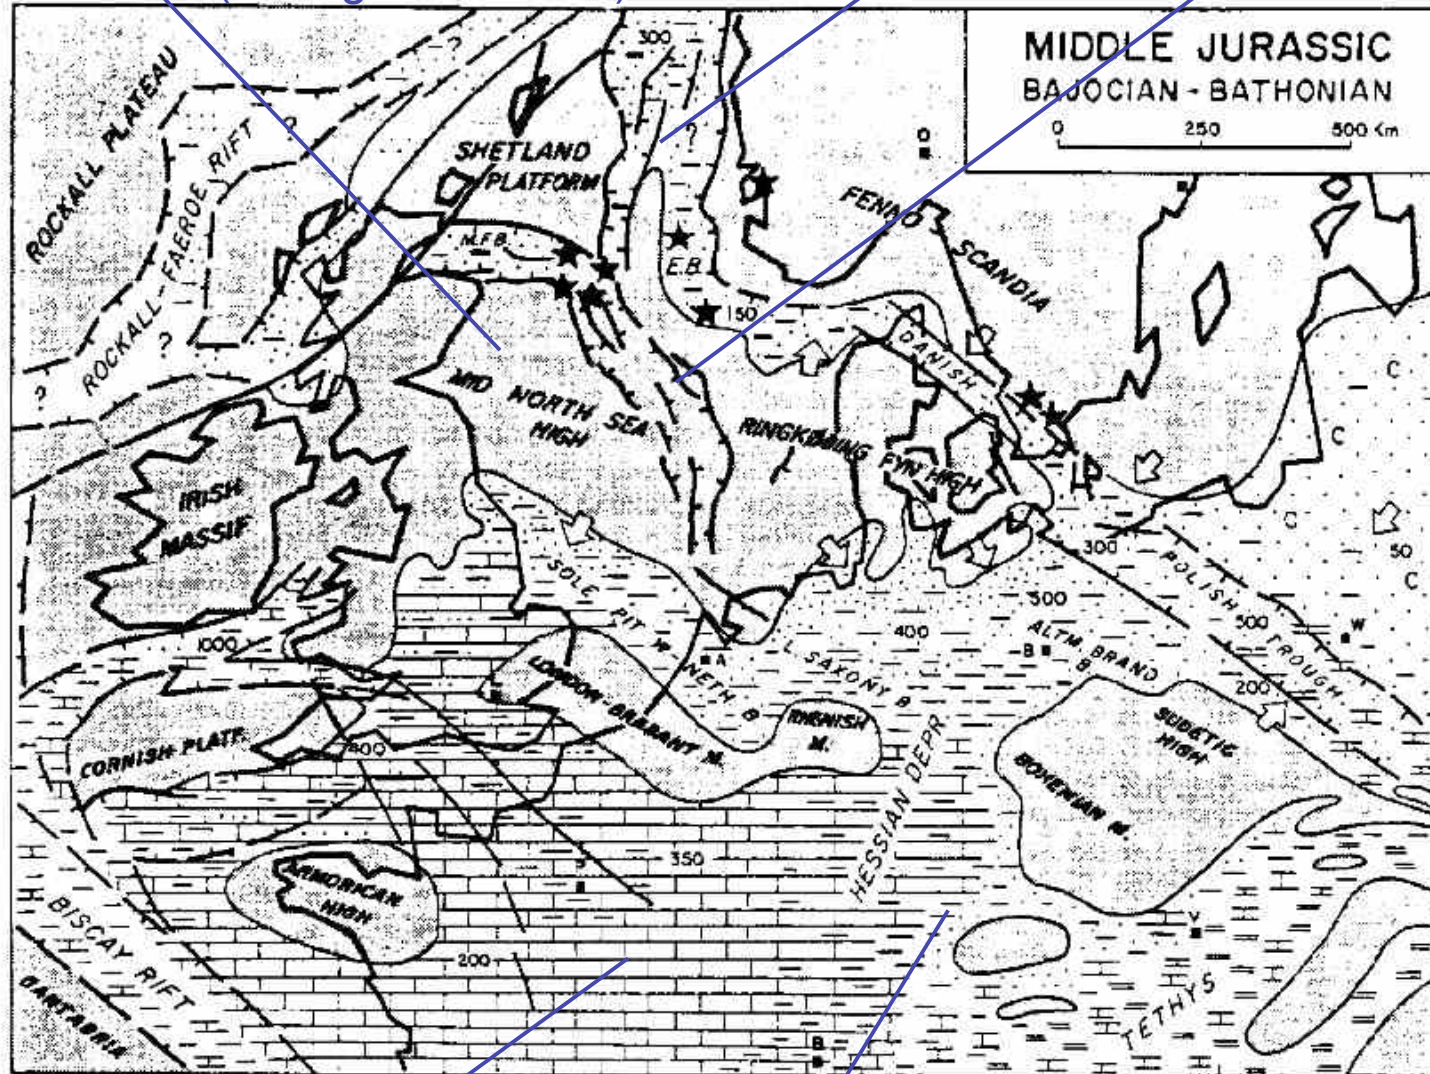 MIDDLE JURASSIC
BAJOCIAN - BATHONIAN
0 250 500 Km
ROCKALL PLATEAU
ROCKALL-FAEROE RIFT
?
?
?
?
300
?
SHETLAND
PLATFORM
O
FENNO - SCANDIA
M.F.B.
E.B.
150
DANISH
MID NORTH SEA
HIGH
RINGKØBING FYN HIGH
C
C
C
50
C
IRISH
MASSIF
SOLE PIT W-NETH B
300
POLISH TROUGH
500
500
W
400
ALTM. BRAND
B
B
1000
A
L. SAXONY B
LONDON-BRABANT M.
RHENISH
M.
200
SUDETIG
HIGH
CORNISH PLATF.
400
BOHEMIAN M.
HESSIAN DEPR
350
?
ARMORICAN
HIGH
BISCAY RIFT
200
V
CANTABRIA
TETHYS
B